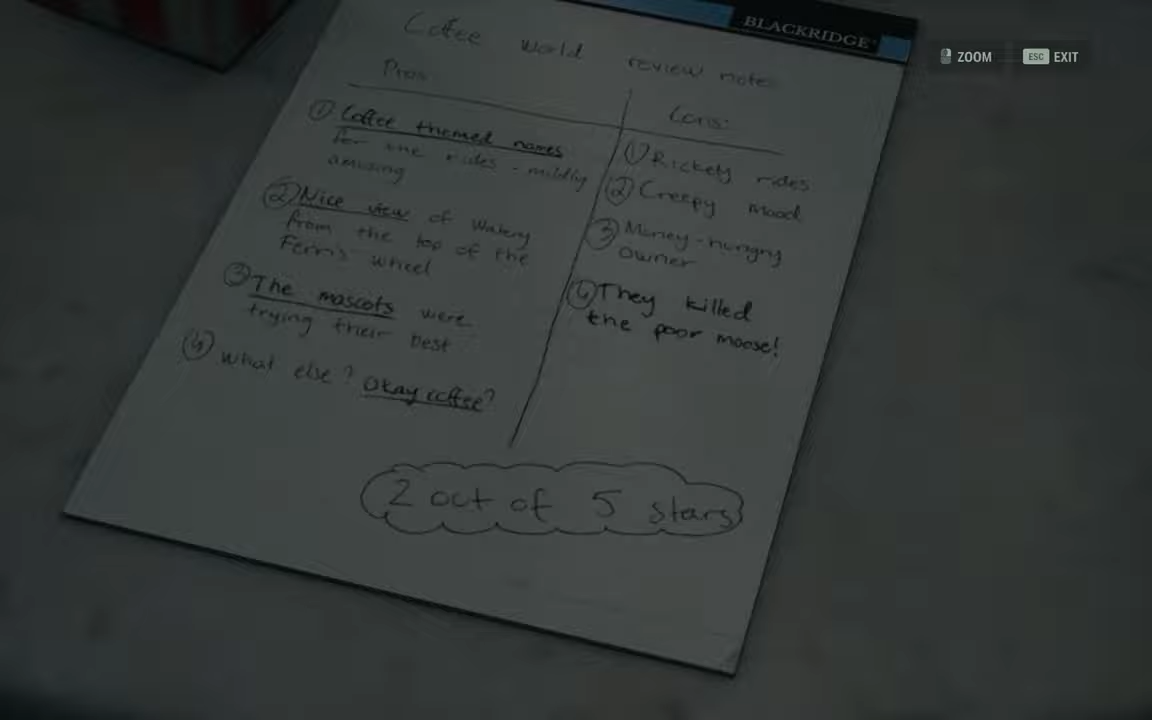 BLACKRIDGE
ZOOM
ESC EXIT
Coffee world review notes
Pros:
① Coffee themed names
for the rides - mildly
amusing
② Nice view of Watery
from the top of the
Ferris wheel
③ The mascots were
trying their best
④ What else? Okay coffee?
Cons:
① Rickety rides
② Creepy mood
③ Money-hungry
owner
④ They killed
the poor moose!
2 out of 5 stars